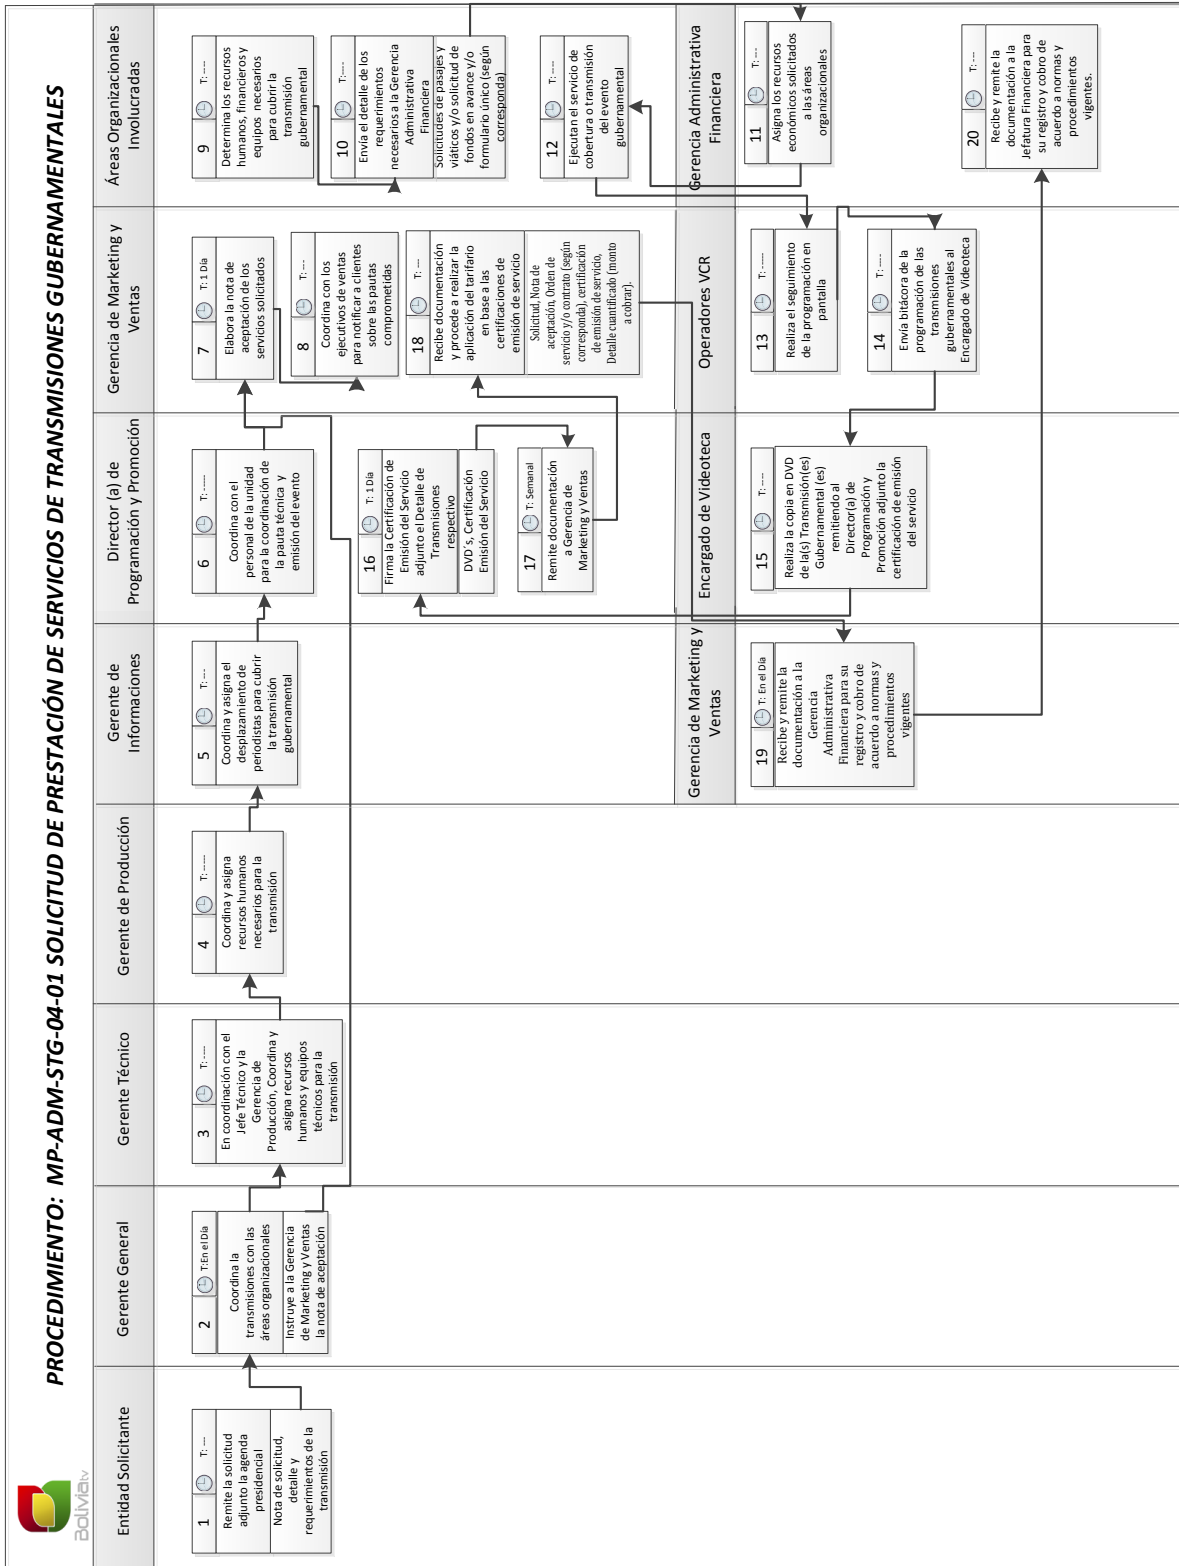 PROCEDIMIENTO: MP-ADM-STG-04-01 SOLICITUD DE PRESTACIÓN DE SERVICIOS DE TRANSMISIONES GUBERNAMENTALES
Bolivia tv
Entidad Solicitante
1
T: ---
Remite la solicitud
adjunto la agenda
presidencial
Nota de solicitud,
detalle y
requerimientos de la
transmisión
Gerente General
2
T:En el Día
Coordina la
transmisiones con las
áreas organizacionales
Instruye a la Gerencia
de Marketing y Ventas
la nota de aceptación
Gerente Técnico
3
T:----
En coordinación con el
Jefe Técnico y la
Gerencia de
Producción, Coordina y
asigna recursos
humanos y equipos
técnicos para la
transmisión
Gerente de Producción
4
T:-----
Coordina y asigna
recursos humanos
necesarios para la
transmisión
Gerente de
Informaciones
5
T: ---
Coordina y asigna el
desplazamiento de
periodistas para cubrir
la transmisión
gubernamental
Director (a) de
Programación y Promoción
6
T: -----
Coordina con el
personal de la unidad
para la coordinación de
la pauta técnica y
emisión del evento
16
T: 1 Día
Firma la Certificación de
Emisión del Servicio
adjunto el Detalle de
Transmisiones
respectivo
DVD´s, Certificación
Emisión del Servicio
17
T: Semanal
Remite documentación
a Gerencia de
Marketing y Ventas
Gerencia de Marketing y
Ventas
7
T: 1 Día
Elabora la nota de
aceptación de los
servicios solicitados
8
T: ---
Coordina con los
ejecutivos de ventas
para notificar a clientes
sobre las pautas
comprometidas
18
T: ---
Recibe documentación
y procede a realizar la
aplicación del tarifario
en base a las
certificaciones de
emisión de servicio
Solicitud, Nota de
aceptación, Orden de
servicio y/o contrato (según
corresponda), certificación
de emisión de servicio,
Detalle cuantificado (monto
a cobrar).
Áreas Organizacionales
Involucradas
9
T: ----
Determina los recursos
humanos, financieros y
equipos necesarios
para cubrir la
transmisión
gubernamental
10
T:----
Envía el detalle de los
requerimientos
necesarios a la Gerencia
Administrativa
Financiera
Solicitudes de pasajes y
viáticos y/o solicitud de
fondos en avance y/o
formulario único (según
corresponda)
12
T: ---
Ejecutan el servicio de
cobertura o transmisión
del evento
gubernamental
Gerencia de Marketing y
Ventas
19
T: En el Día
Recibe y remite la
documentación a la
Gerencia
Administrativa
Financiera para su
registro y cobro de
acuerdo a normas y
procedimientos
vigentes
Encargado de Videoteca
15
T: ---
Realiza la copia en DVD
de la(s) Transmisión(es)
Gubernamental (es)
remitiendo al
Director(a) de
Programación y
Promoción adjunto la
certificación de emisión
del servicio
Operadores VCR
13
T: -----
Realiza el seguimiento
de la programación en
pantalla
14
T: ----
Envía bitácora de la
programación de las
transmisiones
gubernamentales al
Encargado de Videoteca
Gerencia Administrativa
Financiera
11
T: ---
Asigna los recursos
económicos solicitados
a las áreas
organizacionales
20
T: ---
Recibe y remite la
documentación a la
Jefatura Financiera para
su registro y cobro de
acuerdo a normas y
procedimientos
vigentes.